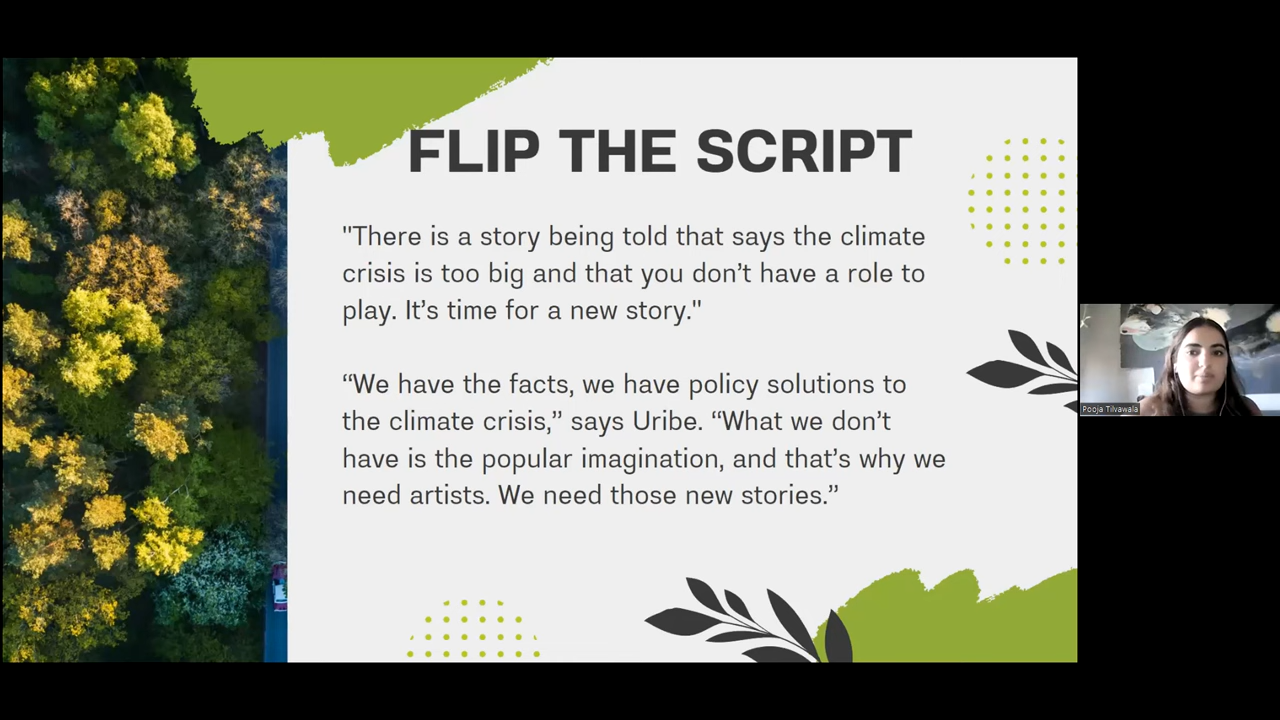 FLIP THE SCRIPT
"There is a story being told that says the climate
crisis is too big and that you don’t have a role to
play. It’s time for a new story."
“We have the facts, we have policy solutions to
the climate crisis,” says Uribe. “What we don’t
have is the popular imagination, and that’s why we
need artists. We need those new stories.”
Pooja Tilvawala